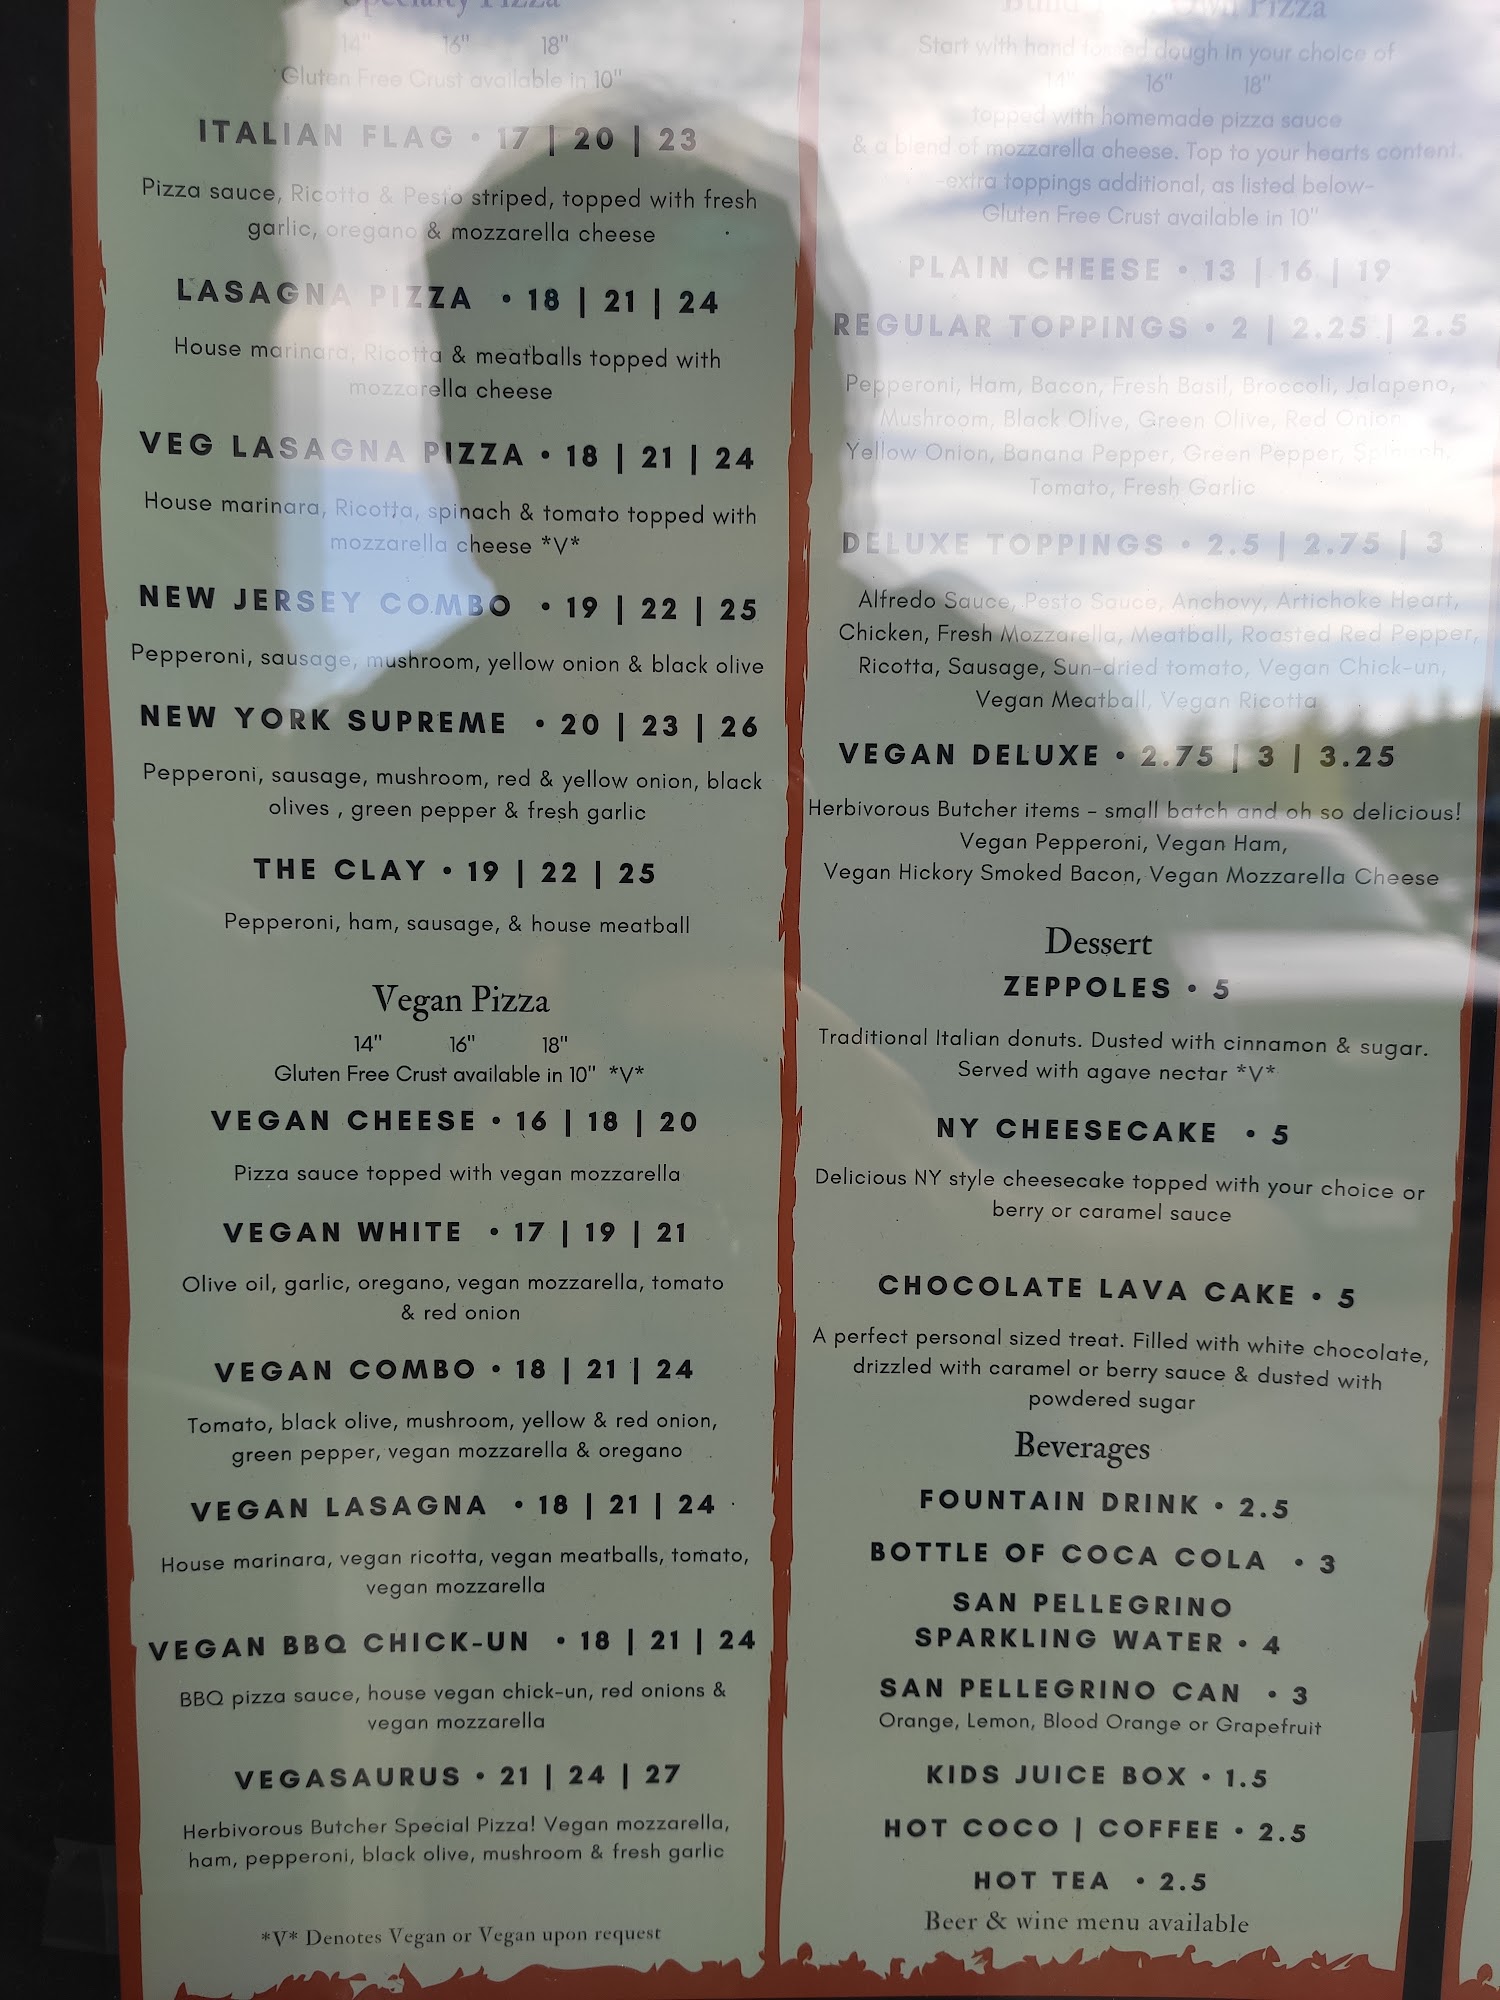 Specialty Pizza
14" 16" 18"
Gluten Free Crust available in 10"
ITALIAN FLAG • 17 | 20 | 23
Pizza sauce, Ricotta & Pesto striped, topped with fresh
garlic, oregano & mozzarella cheese
LASAGNA PIZZA • 18 | 21 | 24
House marinara, Ricotta & meatballs topped with
mozzarella cheese
VEG LASAGNA PIZZA • 18 | 21 | 24
House marinara, Ricotta, spinach & tomato topped with
mozzarella cheese *V*
NEW JERSEY COMBO • 19 | 22 | 25
Pepperoni, sausage, mushroom, yellow onion & black olive
NEW YORK SUPREME • 20 | 23 | 26
Pepperoni, sausage, mushroom, red & yellow onion, black
olives , green pepper & fresh garlic
THE CLAY • 19 | 22 | 25
Pepperoni, ham, sausage, & house meatball
Vegan Pizza
14" 16" 18"
Gluten Free Crust available in 10" *V*
VEGAN CHEESE • 16 | 18 | 20
Pizza sauce topped with vegan mozzarella
VEGAN WHITE • 17 | 19 | 21
Olive oil, garlic, oregano, vegan mozzarella, tomato
& red onion
VEGAN COMBO • 18 | 21 | 24
Tomato, black olive, mushroom, yellow & red onion,
green pepper, vegan mozzarella & oregano
VEGAN LASAGNA • 18 | 21 | 24
House marinara, vegan ricotta, vegan meatballs, tomato,
vegan mozzarella
VEGAN BBQ CHICK-UN • 18 | 21 | 24
BBQ pizza sauce, house vegan chick-un, red onions &
vegan mozzarella
VEGASAURUS • 21 | 24 | 27
Herbivorous Butcher Special Pizza! Vegan mozzarella,
ham, pepperoni, black olive, mushroom & fresh garlic
*V* Denotes Vegan or Vegan upon request
Own Pizza
Start with hand tossed dough in your choice of
14" 16" 18"
topped with homemade pizza sauce
& a blend of mozzarella cheese. Top to your hearts content.
-extra toppings additional, as listed below-
Gluten Free Crust available in 10"
PLAIN CHEESE • 13 | 16 | 19
REGULAR TOPPINGS • 2 | 2.25 | 2.5
Pepperoni, Ham, Bacon, Fresh Basil, Broccoli, Jalapeno,
Mushroom, Black Olive, Green Olive, Red Onion
Yellow Onion, Banana Pepper, Green Pepper, Spinach,
Tomato, Fresh Garlic
DELUXE TOPPINGS • 2.5 | 2.75 | 3
Alfredo Sauce, Pesto Sauce, Anchovy, Artichoke Heart,
Chicken, Fresh Mozzarella, Meatball, Roasted Red Pepper,
Ricotta, Sausage, Sun-dried tomato, Vegan Chick-un,
Vegan Meatball, Vegan Ricotta
VEGAN DELUXE • 2.75 | 3 | 3.25
Herbivorous Butcher items - small batch and oh so delicious!
Vegan Pepperoni, Vegan Ham,
Vegan Hickory Smoked Bacon, Vegan Mozzarella Cheese
Dessert
ZEPPOLES • 5
Traditional Italian donuts. Dusted with cinnamon & sugar.
Served with agave nectar *V*
NY CHEESECAKE • 5
Delicious NY style cheesecake topped with your choice or
berry or caramel sauce
CHOCOLATE LAVA CAKE • 5
A perfect personal sized treat. Filled with white chocolate,
drizzled with caramel or berry sauce & dusted with
powdered sugar
Beverages
FOUNTAIN DRINK • 2.5
BOTTLE OF COCA COLA • 3
SAN PELLEGRINO
SPARKLING WATER • 4
SAN PELLEGRINO CAN • 3
Orange, Lemon, Blood Orange or Grapefruit
KIDS JUICE BOX • 1.5
HOT COCO | COFFEE • 2.5
HOT TEA • 2.5
Beer & wine menu available